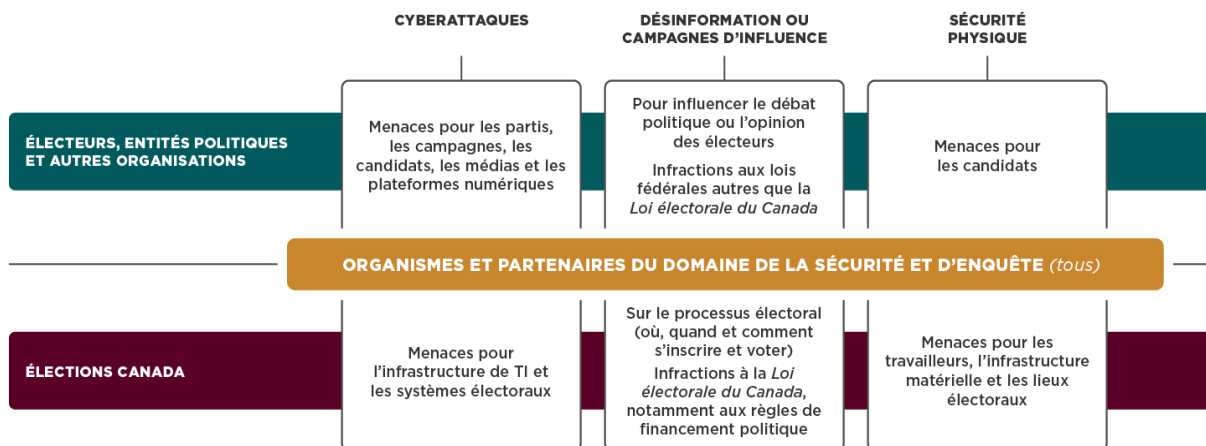 CYBERATTAQUES
DÉSINFORMATION OU
CAMPAGNES D'INFLUENCE
SÉCURITÉ
PHYSIQUE
ÉLECTEURS, ENTITÉS POLITIQUES
ET AUTRES ORGANISATIONS
Menaces pour les partis,
les campagnes, les
candidats, les médias et les
plateformes numériques
Pour influencer le débat
politique ou l'opinion
des électeurs
Infractions aux lois
fédérales autres que la
Loi électorale du Canada
Menaces pour
les candidats
ORGANISMES ET PARTENAIRES DU DOMAINE DE LA SÉCURITÉ ET D'ENQUÊTE (tous)
ÉLECTIONS CANADA
Menaces pour
l'infrastructure de TI et
les systèmes électoraux
Sur le processus électoral
(où, quand et comment
s'inscrire et voter)
Infractions à la Loi
électorale du Canada,
notamment aux règles de
financement politique
Menaces pour les
travailleurs, l'infrastructure
matérielle et les lieux
électoraux